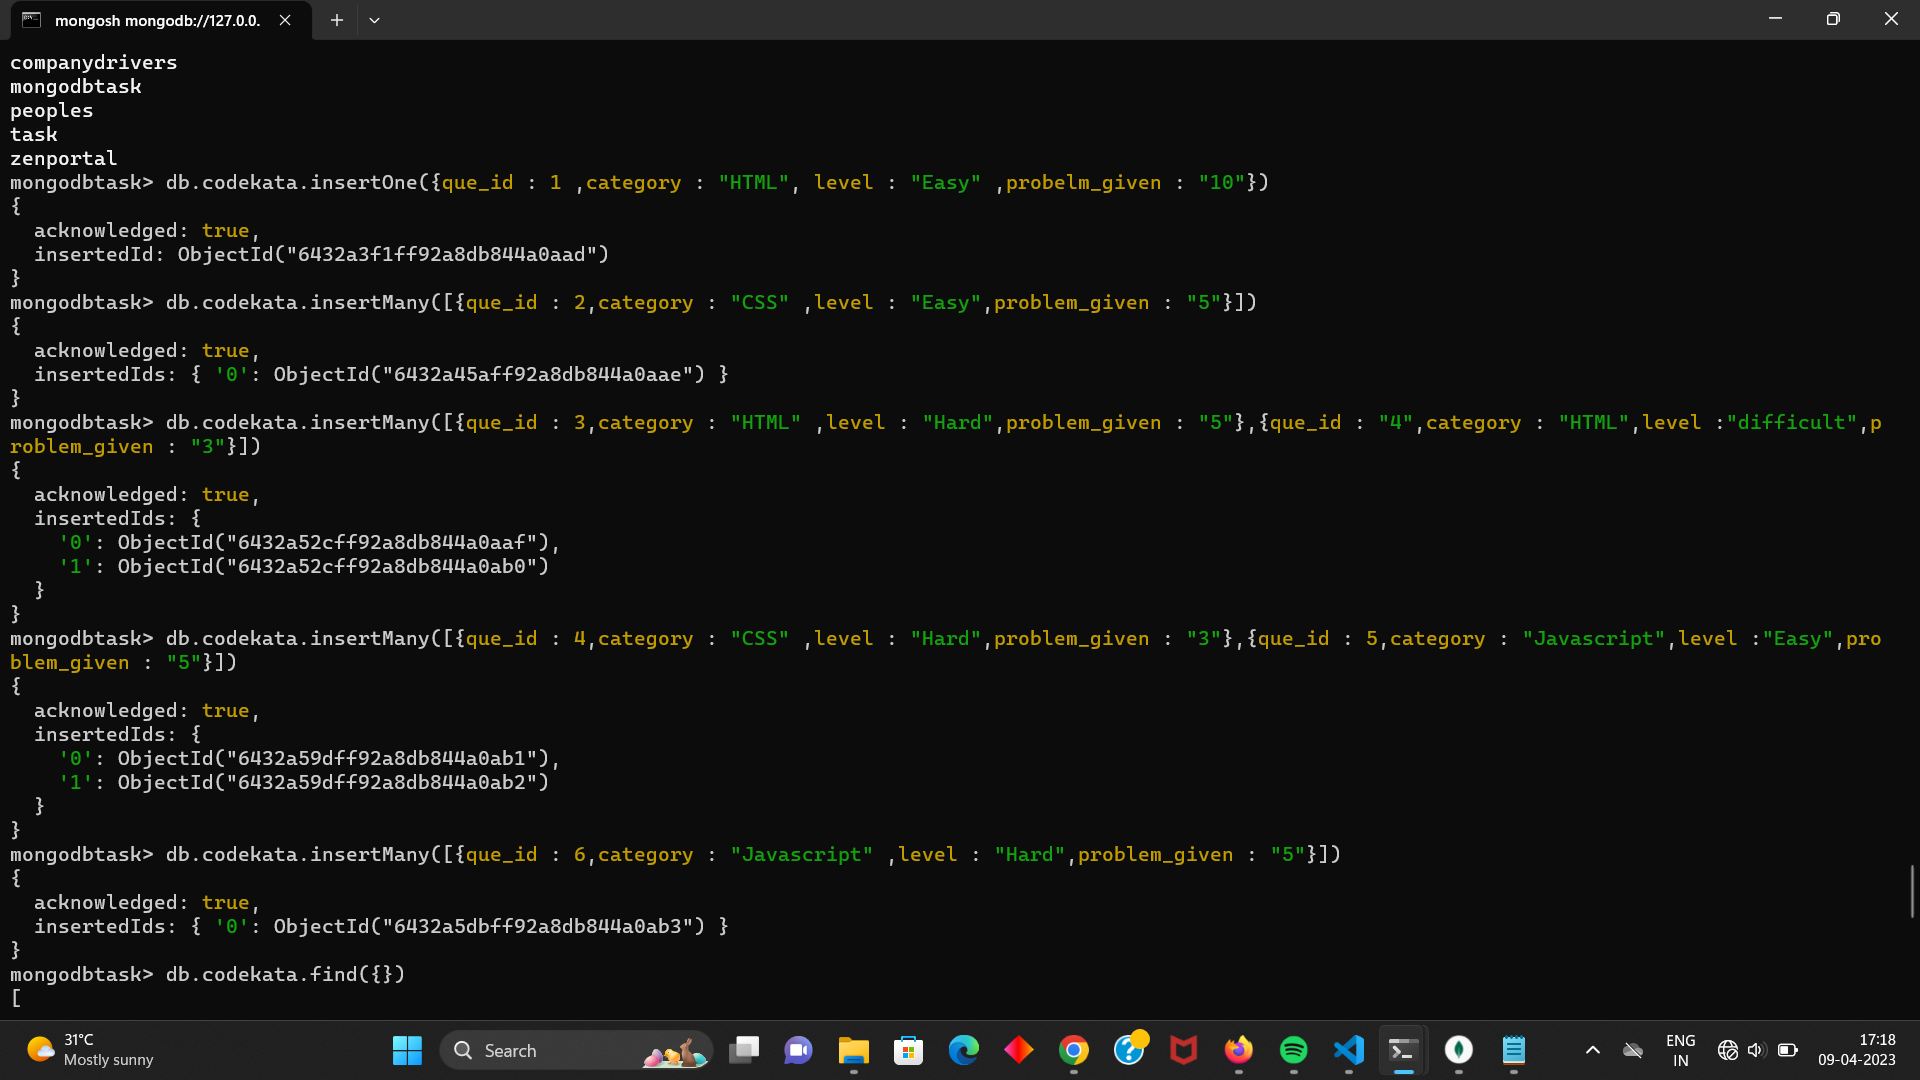 mongosh mongodb://127.0.0.
companydrivers
mongodbtask
peoples
task
zenportal
mongodbtask> db.codekata.insertOne({que_id : 1 ,category : "HTML", level : "Easy" ,probelm_given : "10"})
{
  acknowledged: true,
  insertedId: ObjectId("6432a3f1ff92a8db844a0aad")
}
mongodbtask> db.codekata.insertMany([{que_id : 2,category : "CSS" ,level : "Easy",problem_given : "5"}])
{
  acknowledged: true,
  insertedIds: { '0': ObjectId("6432a45aff92a8db844a0aae") }
}
mongodbtask> db.codekata.insertMany([{que_id : 3,category : "HTML" ,level : "Hard",problem_given : "5"},{que_id : "4",category : "HTML",level :"difficult",p
roblem_given : "3"}])
{
  acknowledged: true,
  insertedIds: {
    '0': ObjectId("6432a52cff92a8db844a0aaf"),
    '1': ObjectId("6432a52cff92a8db844a0ab0")
  }
}
mongodbtask> db.codekata.insertMany([{que_id : 4,category : "CSS" ,level : "Hard",problem_given : "3"},{que_id : 5,category : "Javascript",level :"Easy",pro
blem_given : "5"}])
{
  acknowledged: true,
  insertedIds: {
    '0': ObjectId("6432a59dff92a8db844a0ab1"),
    '1': ObjectId("6432a59dff92a8db844a0ab2")
  }
}
mongodbtask> db.codekata.insertMany([{que_id : 6,category : "Javascript" ,level : "Hard",problem_given : "5"}])
{
  acknowledged: true,
  insertedIds: { '0': ObjectId("6432a5dbff92a8db844a0ab3") }
}
mongodbtask> db.codekata.find({})
[
31°C
Mostly sunny
Search
ENG
IN
17:18
09-04-2023